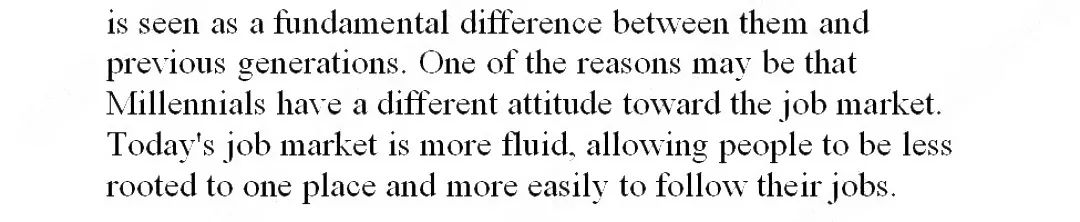 is seen as a fundamental difference between them and
previous generations. One of the reasons may be that
Millennials have a different attitude toward the job market.
Today's job market is more fluid, allowing people to be less
rooted to one place and more easily to follow their jobs.